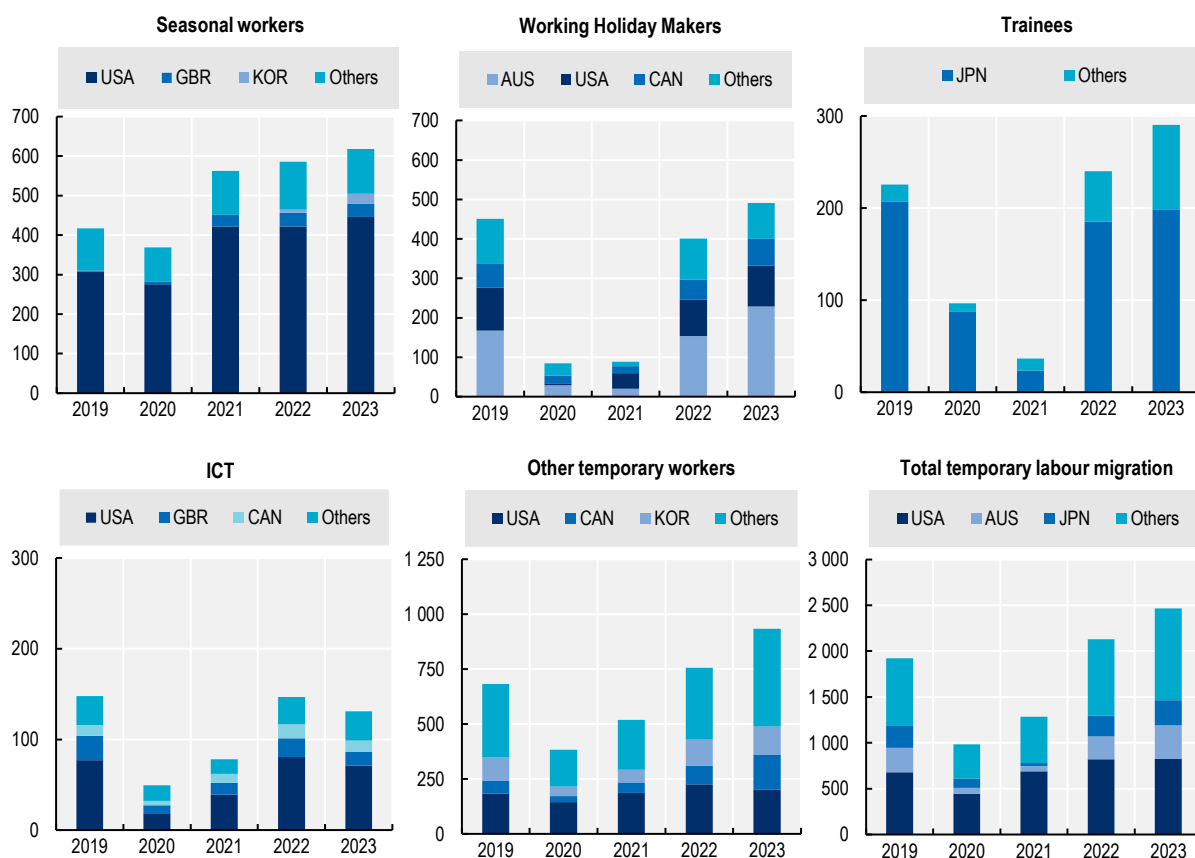 Seasonal workers
USA GBR KOR Others
700
600
500
400
300
200
100
0
2019 2020 2021 2022 2023
Working Holiday Makers
AUS USA CAN Others
700
600
500
400
300
200
100
0
2019 2020 2021 2022 2023
Trainees
JPN Others
300
200
100
0
2019 2020 2021 2022 2023
ICT
USA GBR CAN Others
300
200
100
0
2019 2020 2021 2022 2023
Other temporary workers
USA CAN KOR Others
1 250
1 000
750
500
250
0
2019 2020 2021 2022 2023
Total temporary labour migration
USA AUS JPN Others
3 000
2 500
2 000
1 500
1 000
500
0
2019 2020 2021 2022 2023